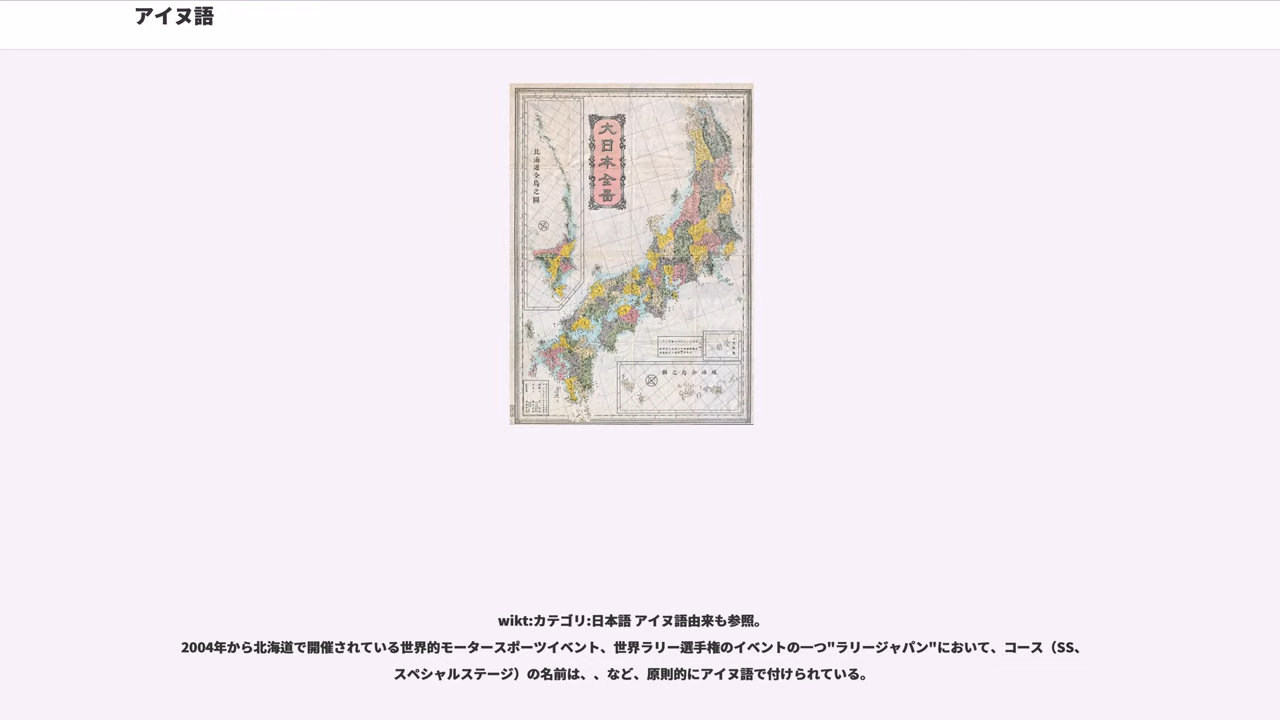 アイヌ語
大日本全圖
北海道全島之圖
wikt:カテゴリ:日本語 アイヌ語由来も参照。
2004年から北海道で開催されている世界的モータースポーツイベント、世界ラリー選手権のイベントの一つ"ラリージャパン"において、コース（SS、
スペシャルステージ）の名前は、、など、原則的にアイヌ語で付けられている。